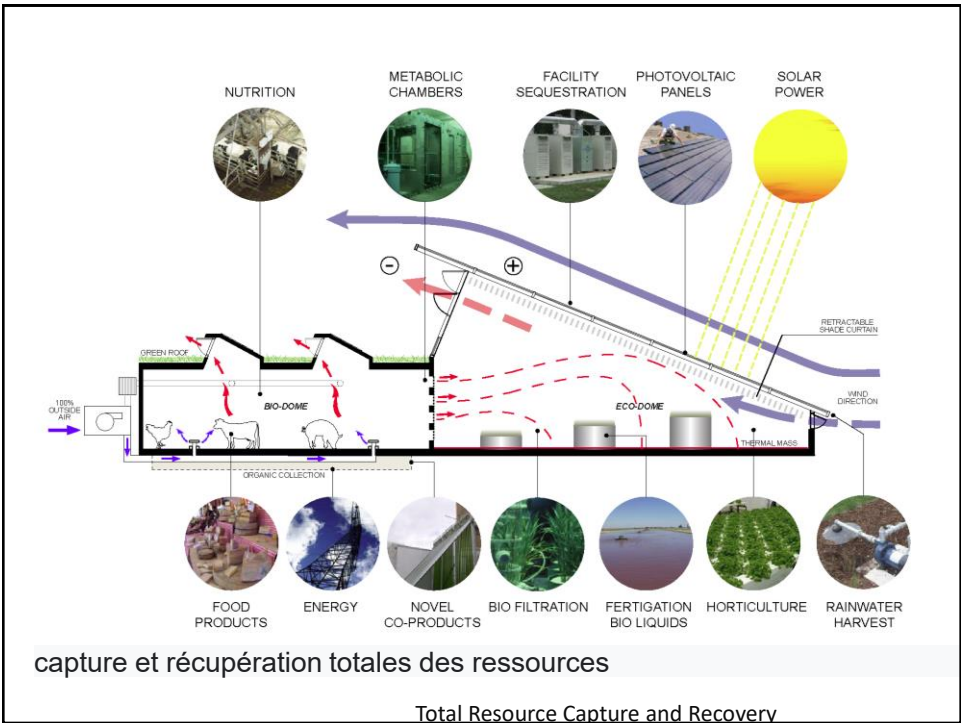 NUTRITION
METABOLIC
CHAMBERS
FACILITY
SEQUESTRATION
PHOTOVOLTAIC
PANELS
SOLAR
POWER
RETRACTABLE
SHADE CURTAIN
GREEN ROOF
WIND
DIRECTION
100%
OUTSIDE
AIR
BIO-DOME
ECO-DOME
THERMAL MASS
ORGANIC COLLECTION
FOOD
PRODUCTS
ENERGY
NOVEL
CO-PRODUCTS
BIO FILTRATION
FERTIGATION
BIO LIQUIDS
HORTICULTURE
RAINWATER
HARVEST
capture et récupération totales des ressources
Total Resource Capture and Recovery